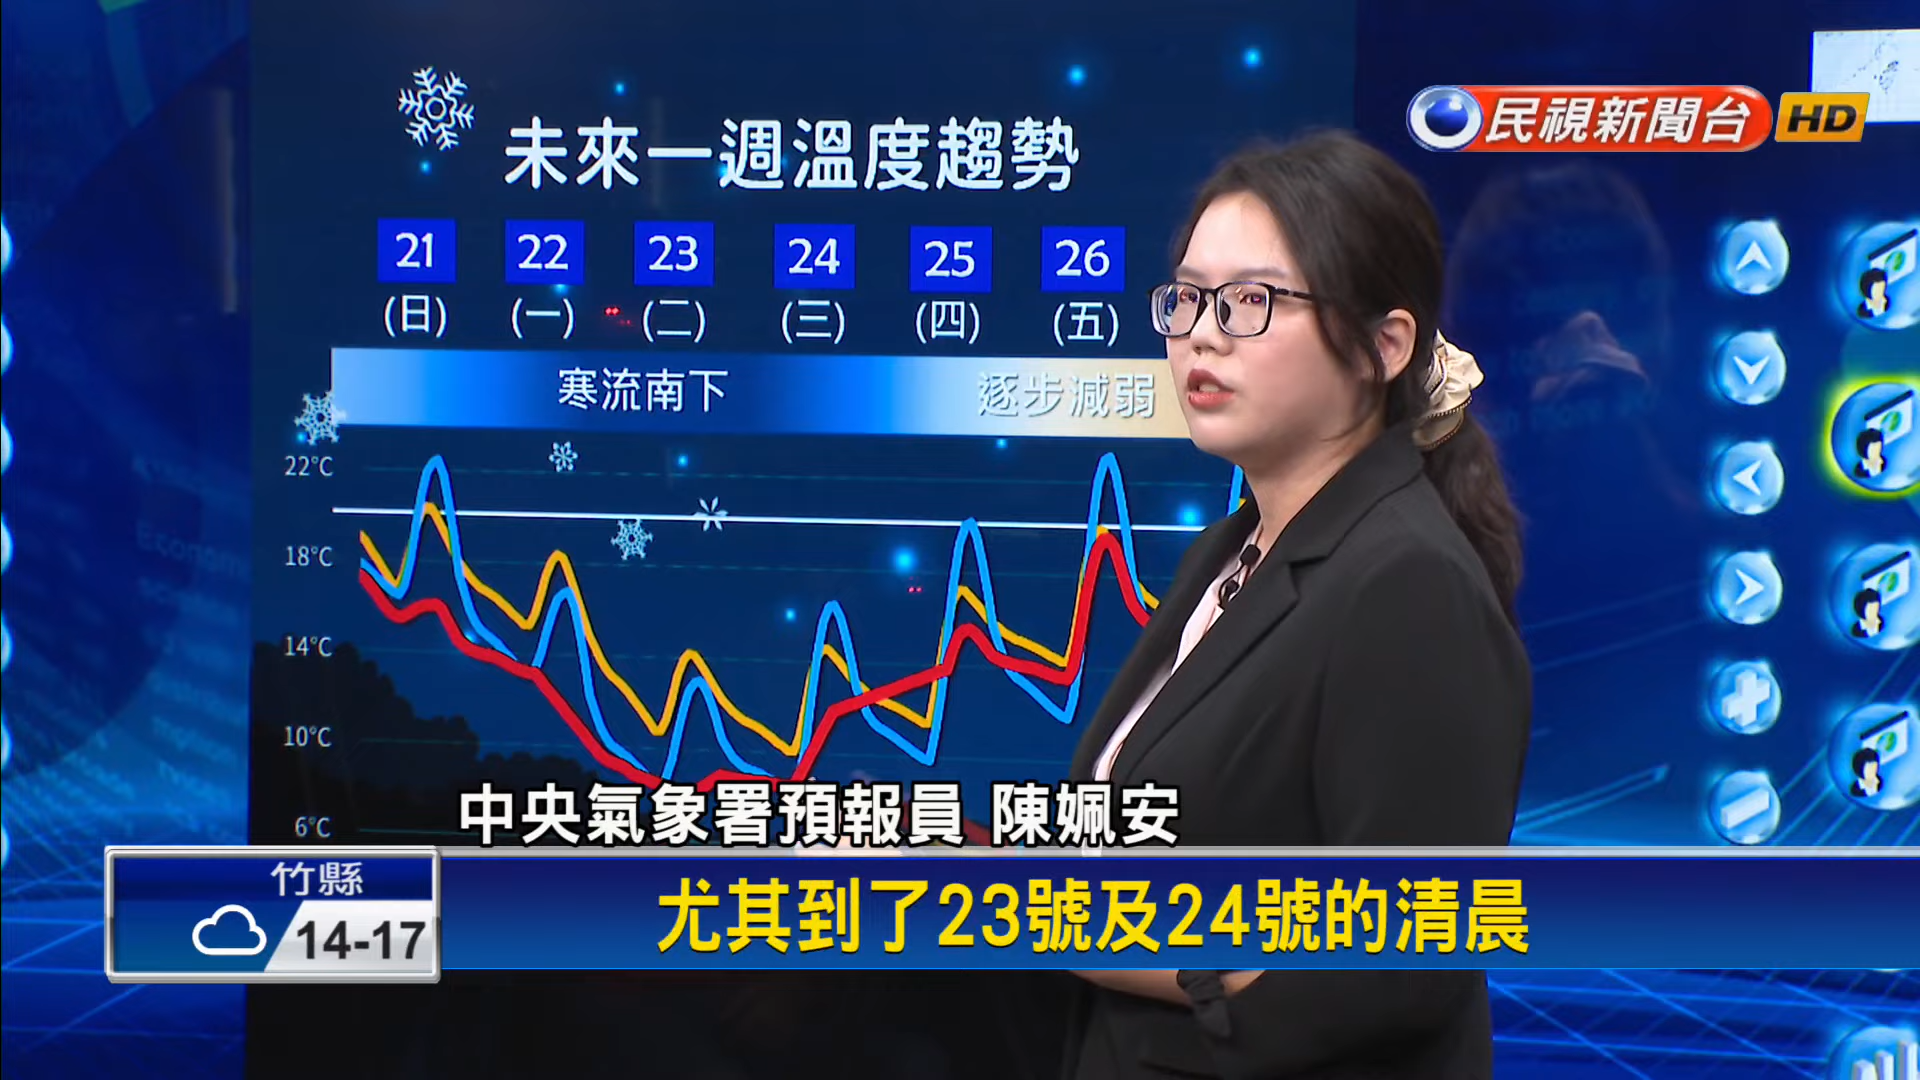 民視新聞台 HD
未來一週溫度趨勢
21 22 23 24 25 26
(日) (一) (二) (三) (四) (五)
寒流南下 逐步減弱
22°C
18°C
14°C
10°C
6°C
中央氣象署預報員 陳姵安
竹縣
14-17
尤其到了23號及24號的清晨